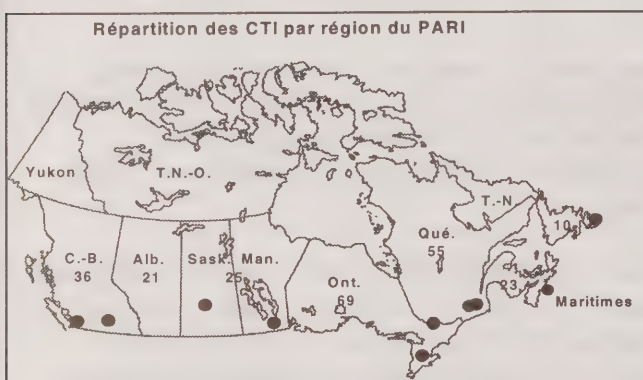 Répartition des CTI par région du PARI
Yukon
T.N.-O.
T.-N
Qué.
55
10
C.-B.
36
Alb.
21
Sask.
Man.
25
Ont.
69
23
Maritimes